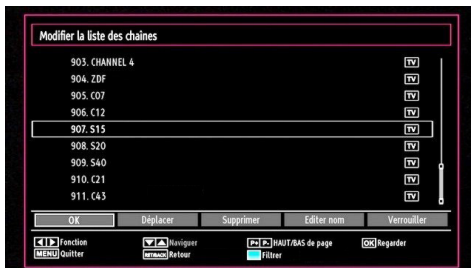 Modifier la liste des chaînes
903. CHANNEL 4 TV
904. ZDF TV
905. C07 TV
906. C12 TV
907. S15 TV
908. S20 TV
909. S40 TV
910. C21 TV
911. C43 TV
OK Déplacer Supprimer Editer nom Verrouiller
Fonction Naviguer P+ P- HAUT/BAS de page OK Regarder
MENU Quitter RET/BACK Retour Filtrer